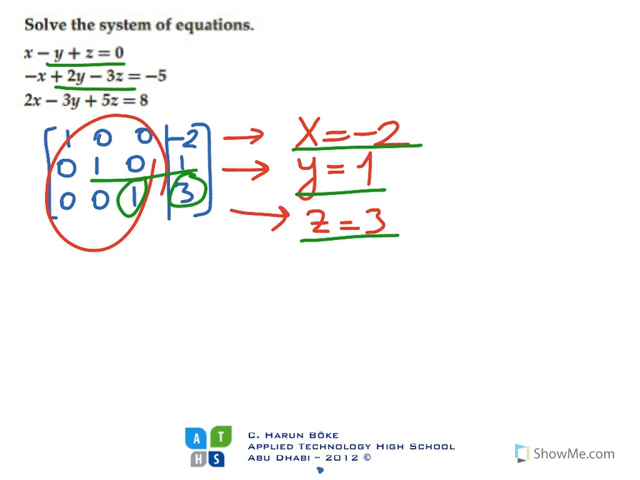 Solve the system of equations.
x − y + z = 0
−x + 2y − 3z = −5
2x − 3y + 5z = 8
1 0 0 | −2 → x = −2
0 1 0 | 1 → y = 1
0 0 1 | 3 → z = 3
A T H S
C. Harun Böke
Applied Technology High School
Abu Dhabi – 2012 ©
ShowMe.com